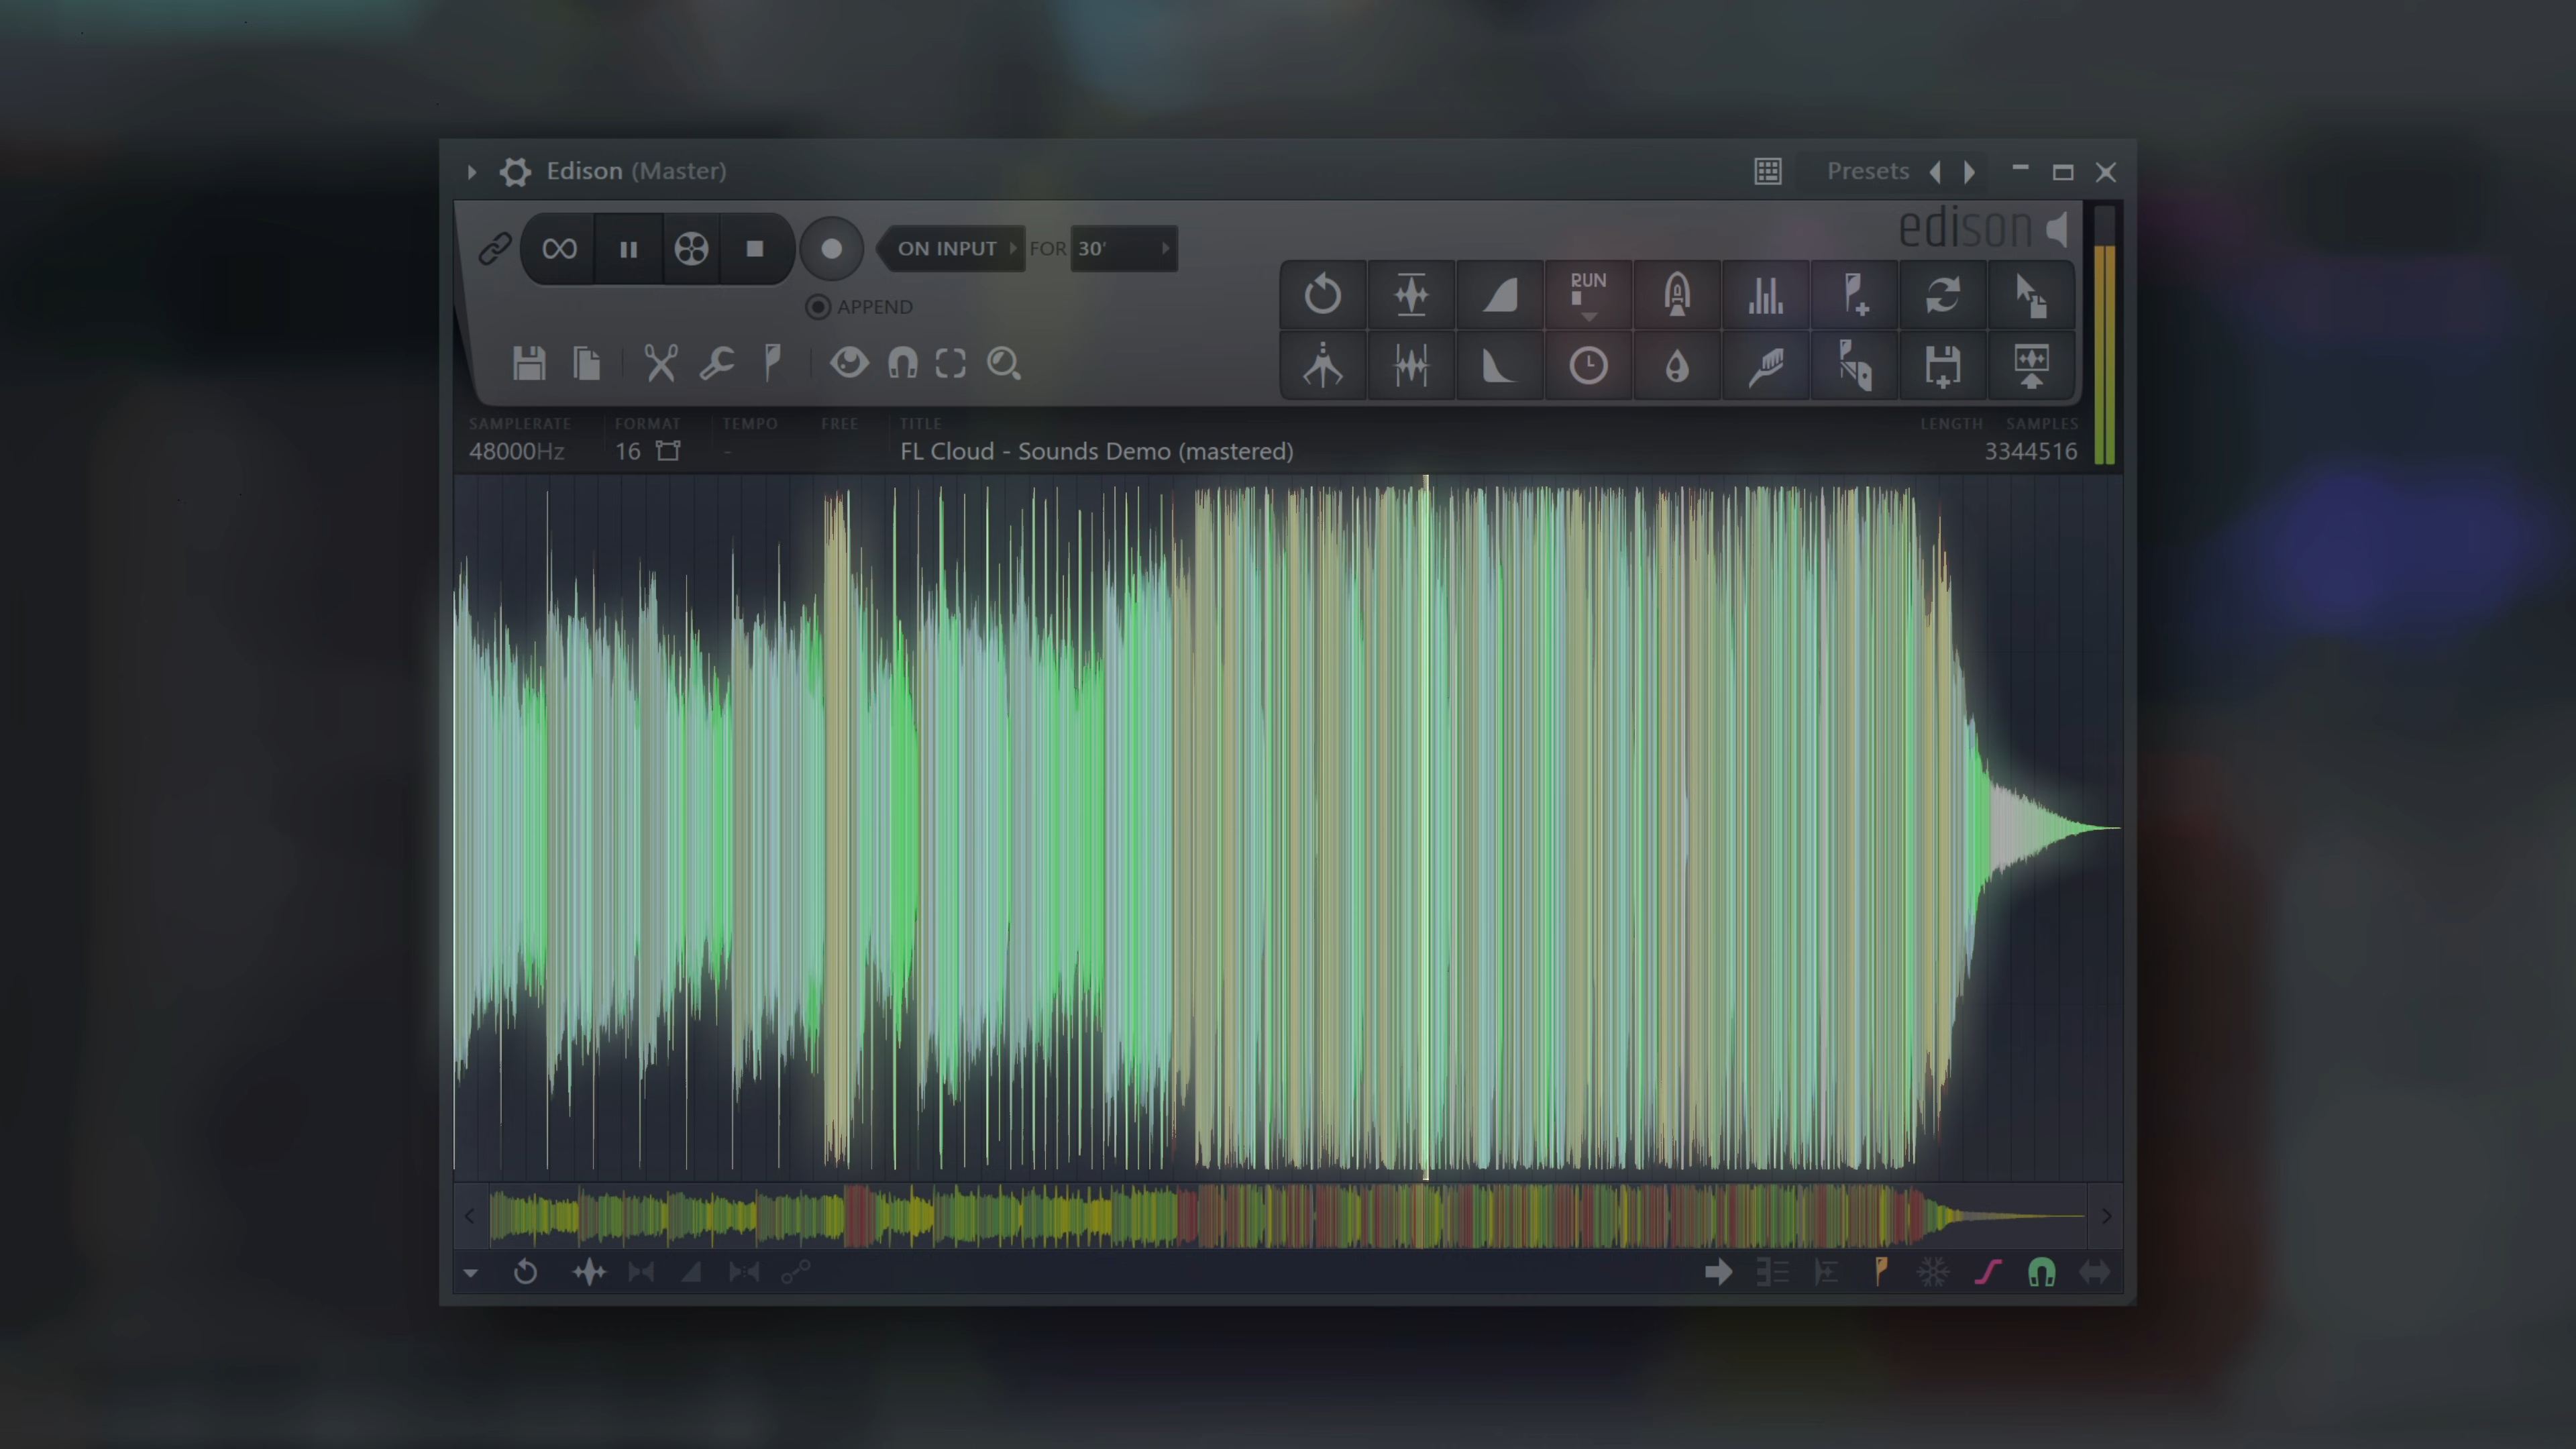 Edison (Master)
Presets
edison
ON INPUT
FOR
30'
APPEND
RUN
SAMPLERATE
FORMAT
TEMPO
FREE
TITLE
LENGTH
SAMPLES
48000Hz
16
-
FL Cloud - Sounds Demo (mastered)
3344516